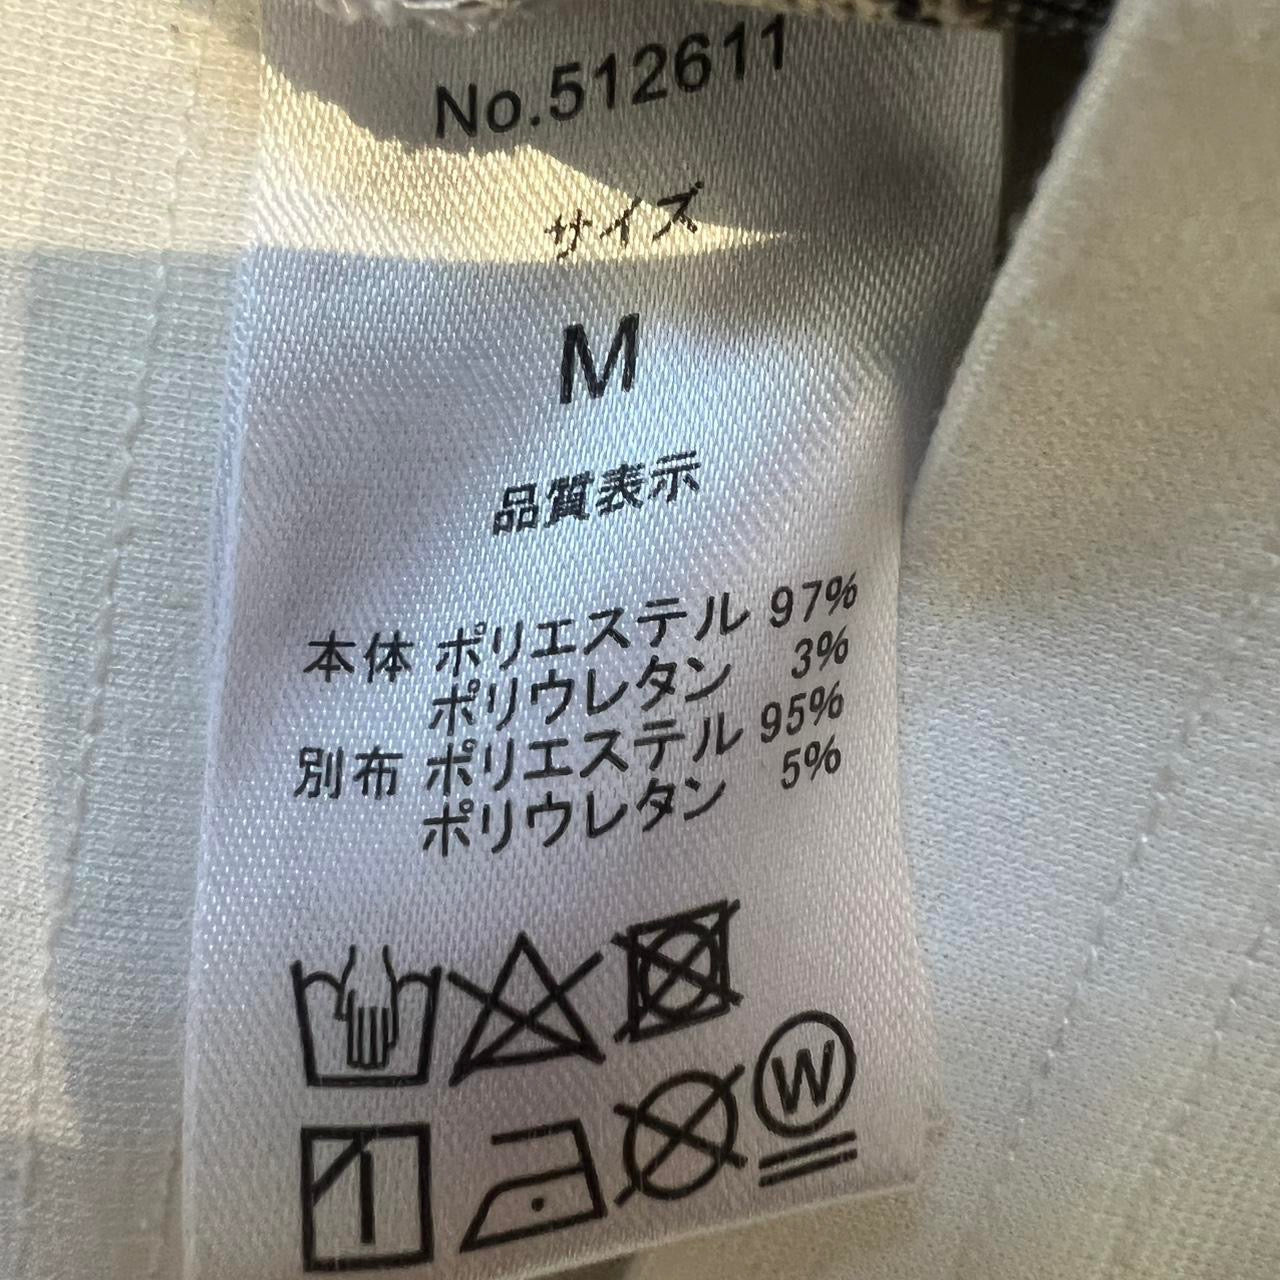 No.512611
サイズ
M
品質表示
本体 ポリエステル 97%
ポリウレタン 3%
別布 ポリエステル 95%
ポリウレタン 5%
W